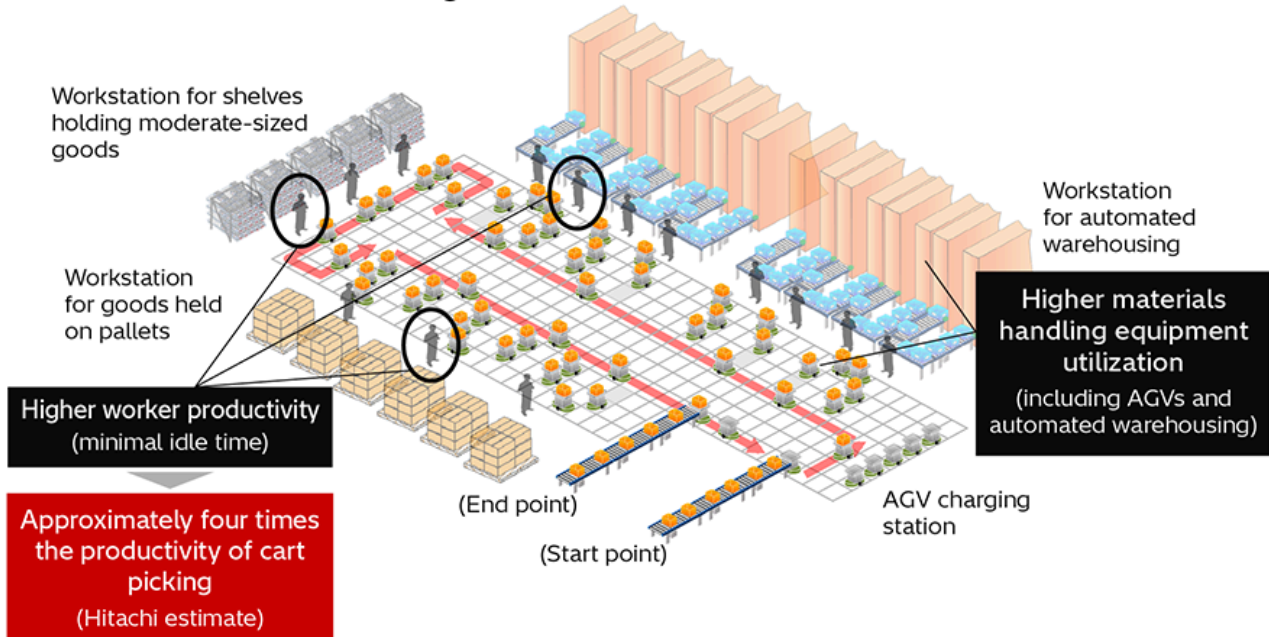 Workstation for shelves
holding moderate-sized
goods
Workstation
for goods held
on pallets
Higher worker productivity
(minimal idle time)
Approximately four times
the productivity of cart
picking
(Hitachi estimate)
(End point)
(Start point)
AGV charging
station
Workstation
for automated
warehousing
Higher materials
handling equipment
utilization
(including AGVs and
automated warehousing)